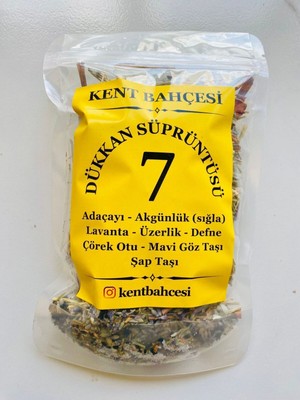 KENT BAHÇESİ
DÜKKAN SÜPRÜNTÜSÜ
7
Adaçayı - Akgünlük (sığla)
Lavanta - Üzerlik - Defne
Çörek Otu - Mavi Göz Taşı
Şap Taşı
kentbahcesi